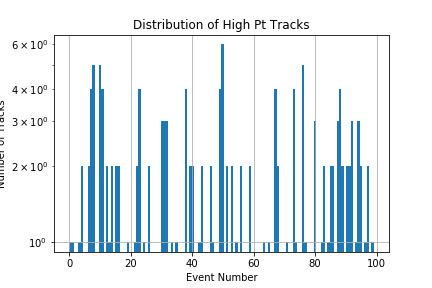 Distribution of High Pt Tracks
Number of Tracks
6 × 10⁰
4 × 10⁰
3 × 10⁰
2 × 10⁰
10⁰
0 20 40 60 80 100
Event Number